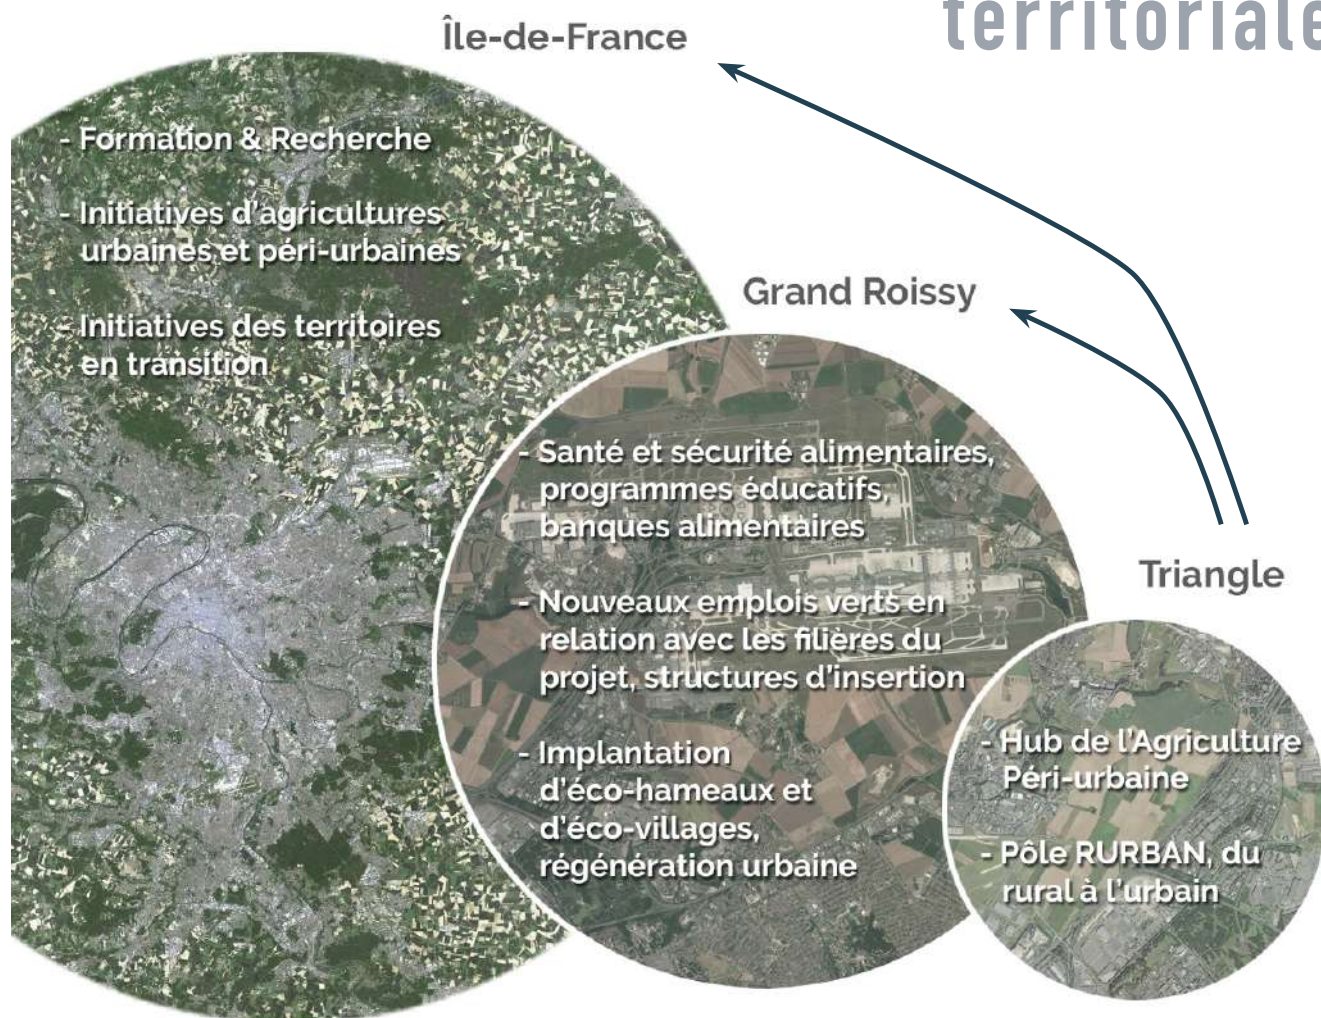 territoriale
Île-de-France
- Formation & Recherche
- Initiatives d'agricultures
urbaines et péri-urbaines
- Initiatives des territoires
en transition
Grand Roissy
- Santé et sécurité alimentaires,
programmes éducatifs,
banques alimentaires
- Nouveaux emplois verts en
relation avec les filières du
projet, structures d'insertion
- Implantation
d'éco-hameaux et
d'éco-villages,
régénération urbaine
Triangle
- Hub de l'Agriculture
Péri-urbaine
- Pôle RURBAN, du
rural à l'urbain